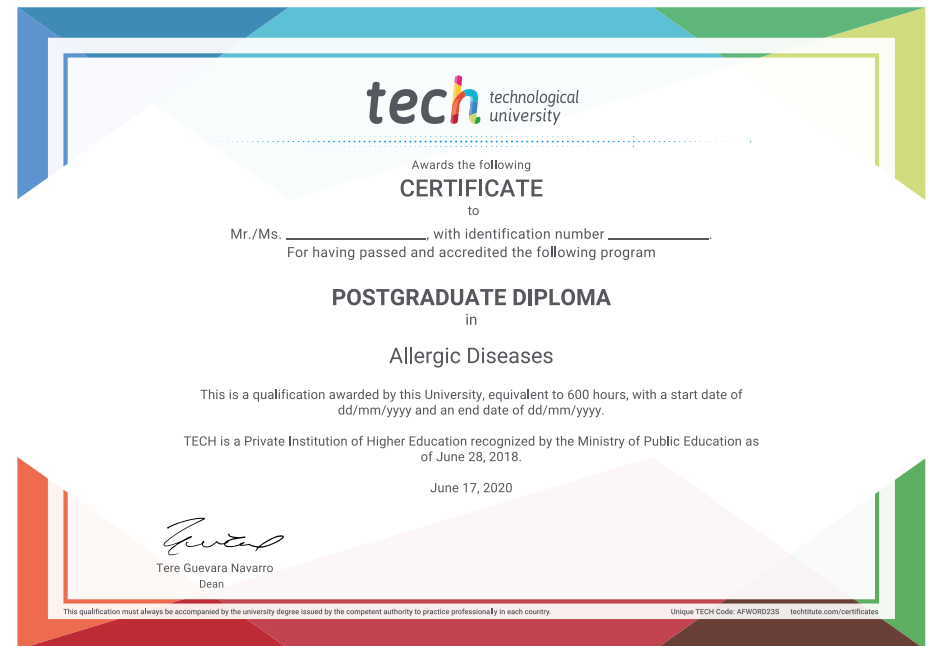 tech technological
university
Awards the following
CERTIFICATE
to
Mr./Ms. ____________________, with identification number ______________.
For having passed and accredited the following program
POSTGRADUATE DIPLOMA
in
Allergic Diseases
This is a qualification awarded by this University, equivalent to 600 hours, with a start date of
dd/mm/yyyy and an end date of dd/mm/yyyy.
TECH is a Private Institution of Higher Education recognized by the Ministry of Public Education as
of June 28, 2018.
June 17, 2020
Tere Guevara Navarro
Dean
This qualification must always be accompanied by the university degree issued by the competent authority to practice professionally in each country. Unique TECH Code: AFWORD23S techtitute.com/certificates